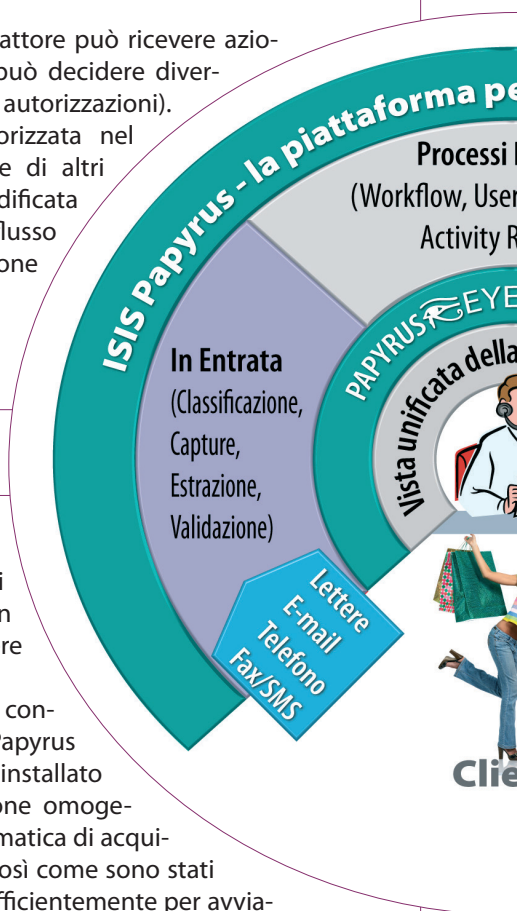 attore può ricevere azio-
può decidere diver-
autorizzazioni).
orizzata nel
e di altri
dificata
flusso
one
i
n
re
con-
Papyrus
installato
one omoge-
matica di acqui-
osì come sono stati
fficientemente per avvia-
ISIS Papyrus - la piattaforma pe
Processi
(Workflow, User
Activity R
PAPYRUS EYE
Vista unificata della
In Entrata
(Classificazione,
Capture,
Estrazione,
Validazione)
Lettere
E-mail
Telefono
Fax/SMS
Clie